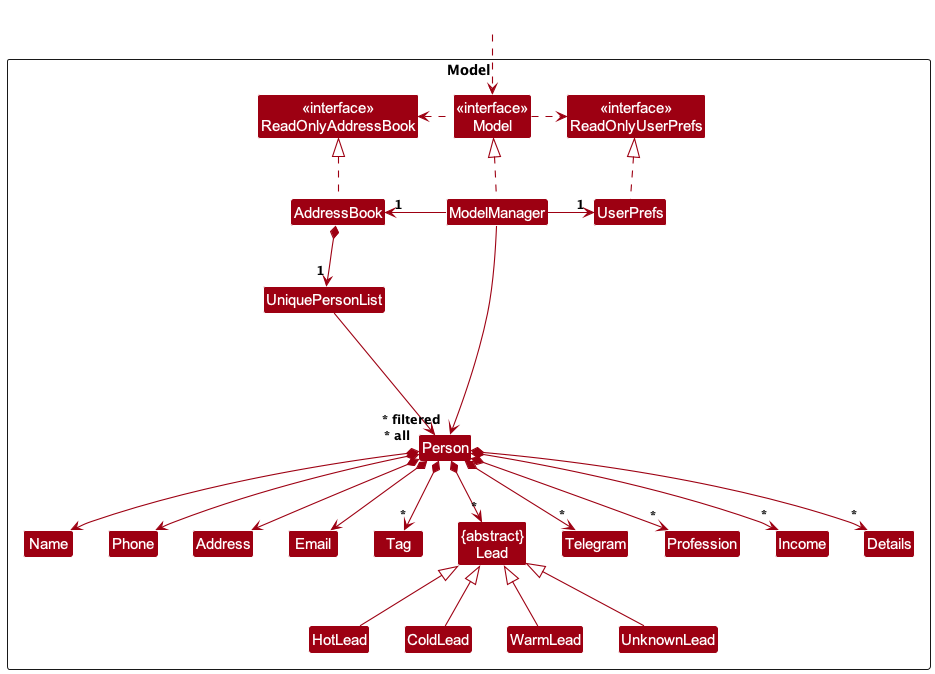 Model
«interface»
ReadOnlyAddressBook
«interface»
Model
«interface»
ReadOnlyUserPrefs
AddressBook
1
ModelManager
1
UserPrefs
1
UniquePersonList
* filtered
* all
Person
*
*
*
*
*
*
Name
Phone
Address
Email
Tag
{abstract}
Lead
Telegram
Profession
Income
Details
HotLead
ColdLead
WarmLead
UnknownLead